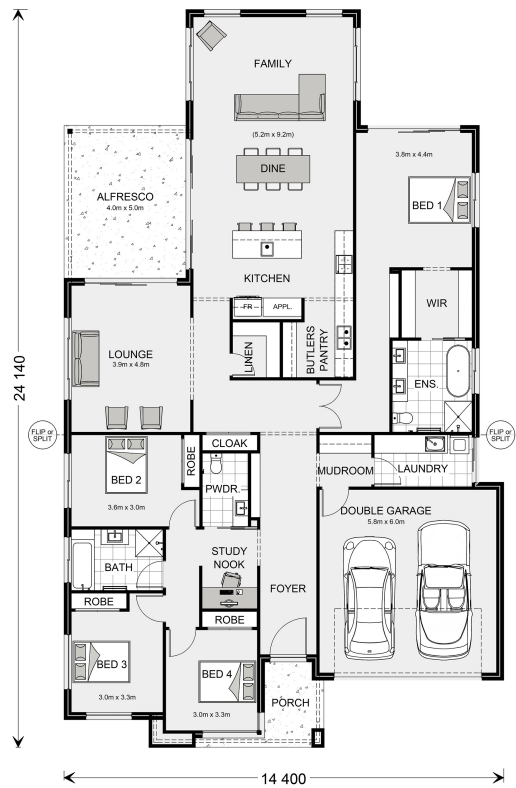 FAMILY
(5.2m x 9.2m)
DINE
3.8m x 4.4m
BED 1
ALFRESCO
4.0m x 5.0m
KITCHEN
WIR
FR
APPL.
LINEN
BUTLERS
PANTRY
LOUNGE
3.9m x 4.8m
ENS.
24 140
FLIP or
SPLIT
FLIP or
SPLIT
CLOAK
ROBE
BED 2
3.6m x 3.0m
PWDR.
MUDROOM
LAUNDRY
DOUBLE GARAGE
5.8m x 6.0m
BATH
STUDY
NOOK
FOYER
ROBE
ROBE
BED 3
3.0m x 3.3m
BED 4
3.0m x 3.3m
PORCH
14 400